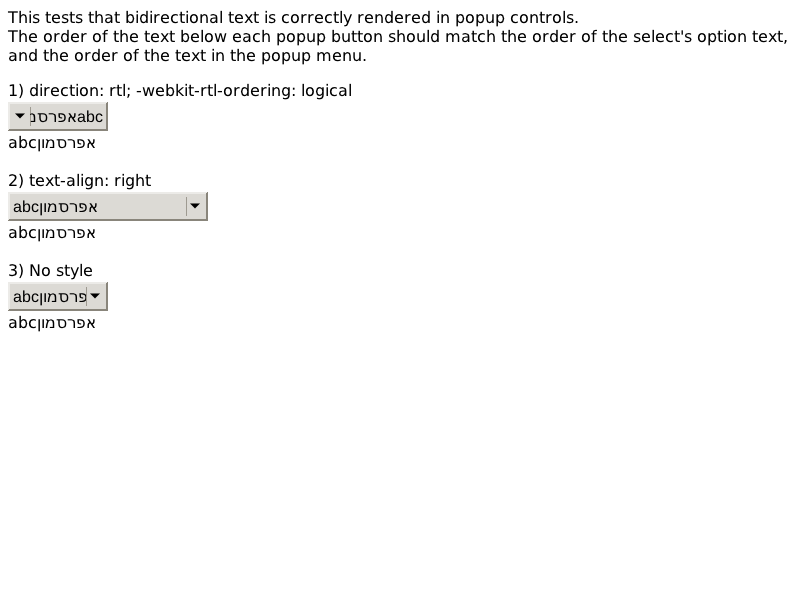 This tests that bidirectional text is correctly rendered in popup controls.
The order of the text below each popup button should match the order of the select's option text,
and the order of the text in the popup menu.
1) direction: rtl; -webkit-rtl-ordering: logical
abcאפרסמ
abcאפרסמון
2) text-align: right
abcאפרסמון
abcאפרסמון
3) No style
abcפרסמון
abcאפרסמון